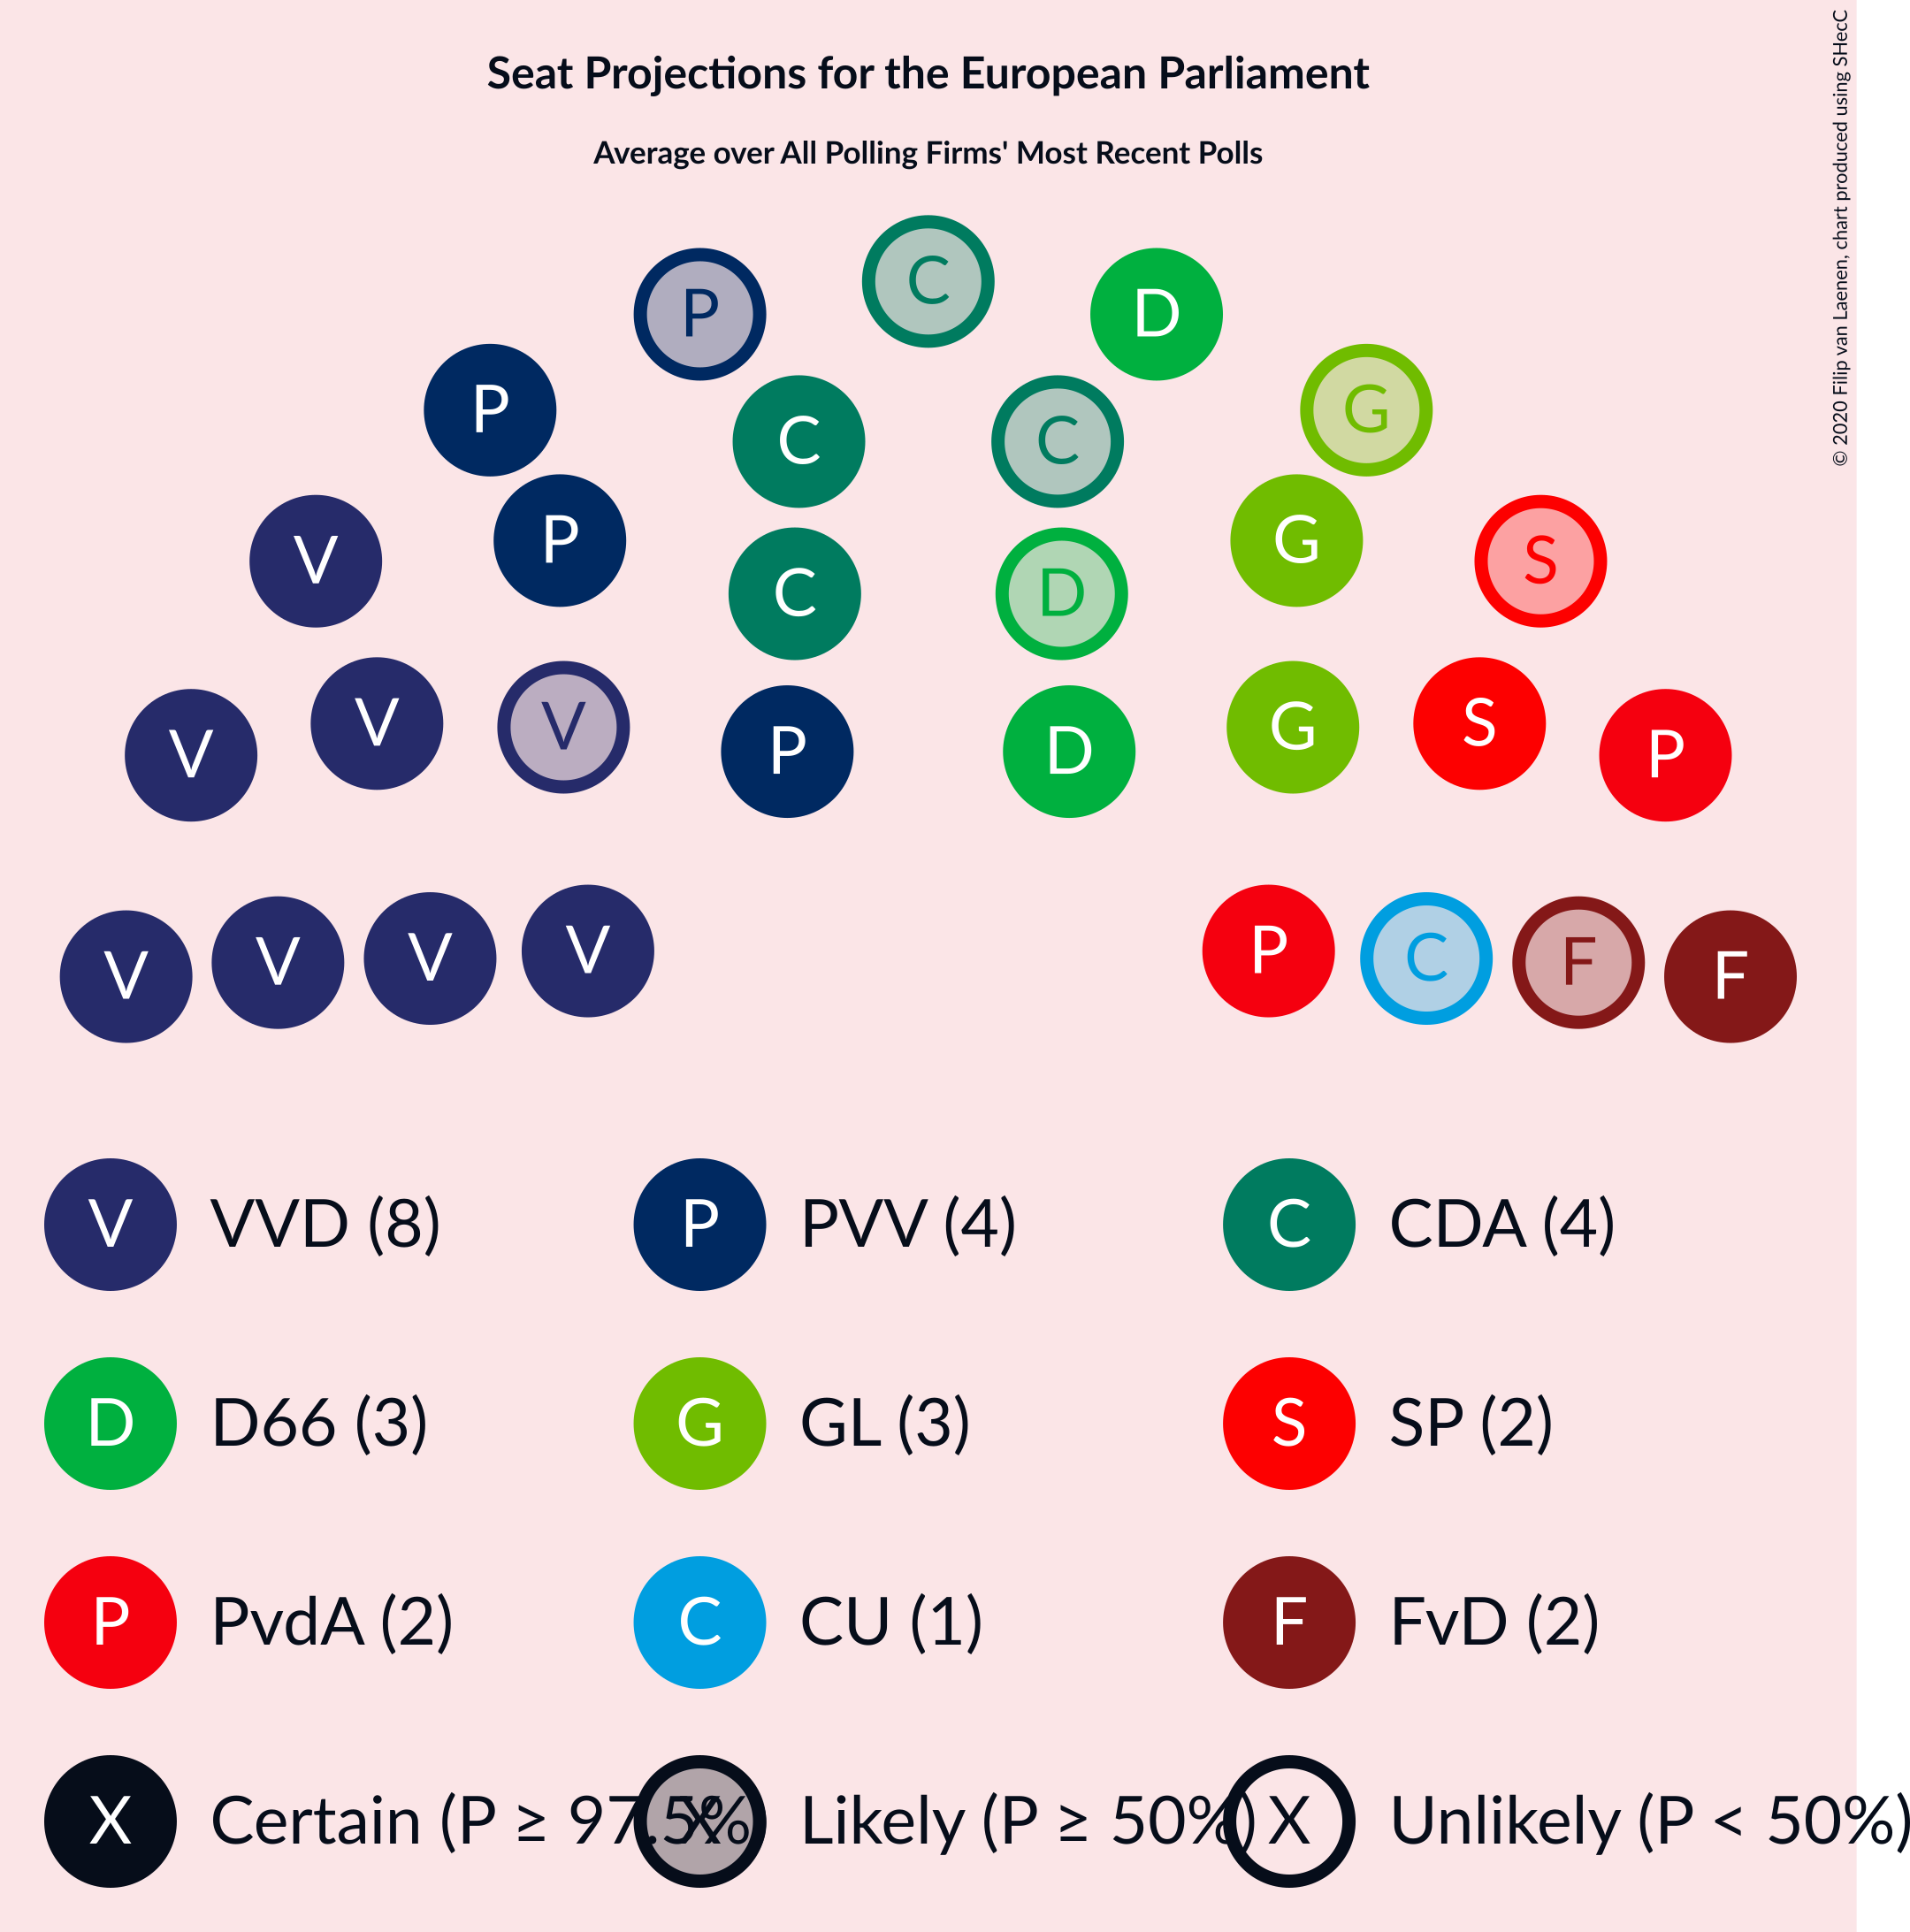 Seat Projections for the European Parliament
Average over All Polling Firms' Most Recent Polls
© 2020 Filip van Laenen, chart produced using SHecC
C
P D
P G
C C
P G
V S
C D
V V
G S
V P
P D
V V V V
P C F F
V VVD (8) P PVV (4) C CDA (4)
D D66 (3) G GL (3) S SP (2)
P PvdA (2) C CU (1) F FvD (2)
X Certain (P ≥ 97.5%) X Likely (P ≥ 50%) X Unlikely (P < 50%)